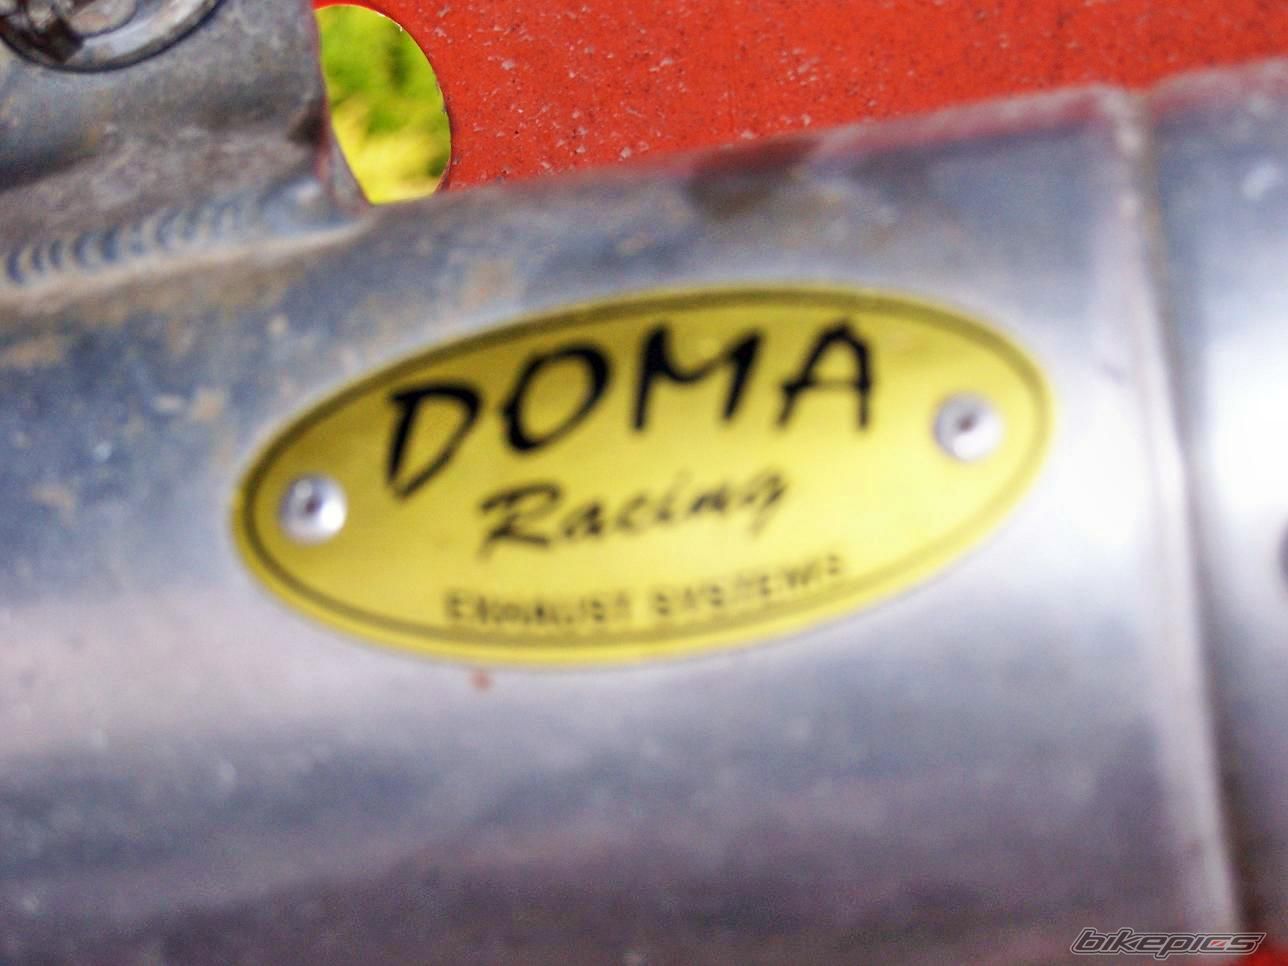 DOMA
Racing
EXHAUST SYSTEMS
bikepics